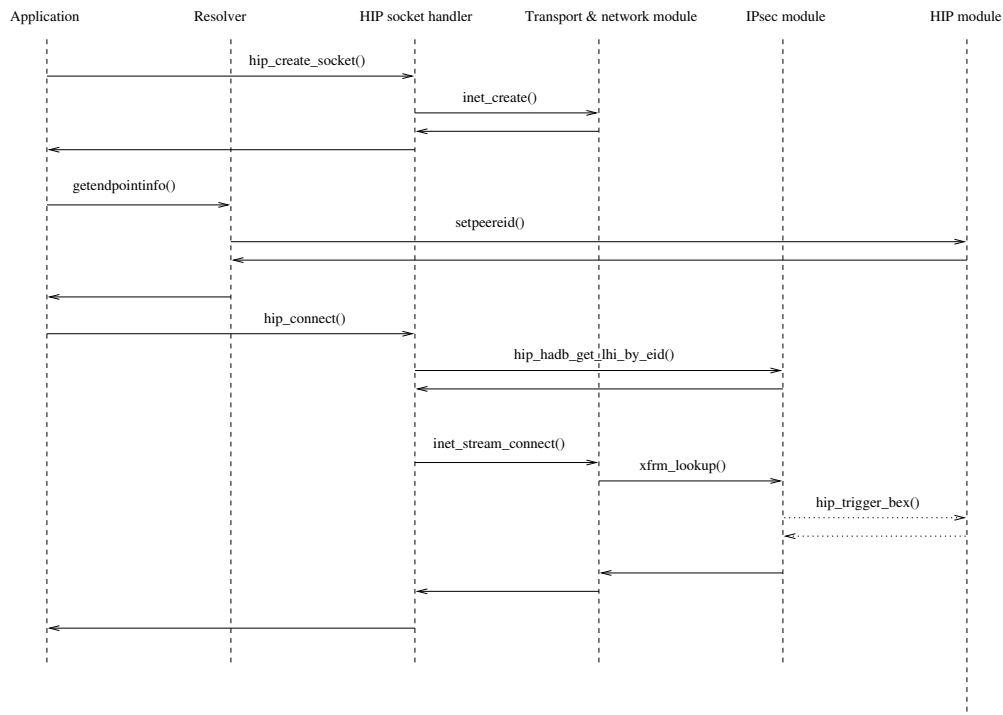 Application Resolver HIP socket handler Transport & network module IPsec module HIP module
hip_create_socket()
inet_create()
getendpointinfo()
setpeereid()
hip_connect()
hip_hadb_get_lhi_by_eid()
inet_stream_connect()
xfrm_lookup()
hip_trigger_bex()